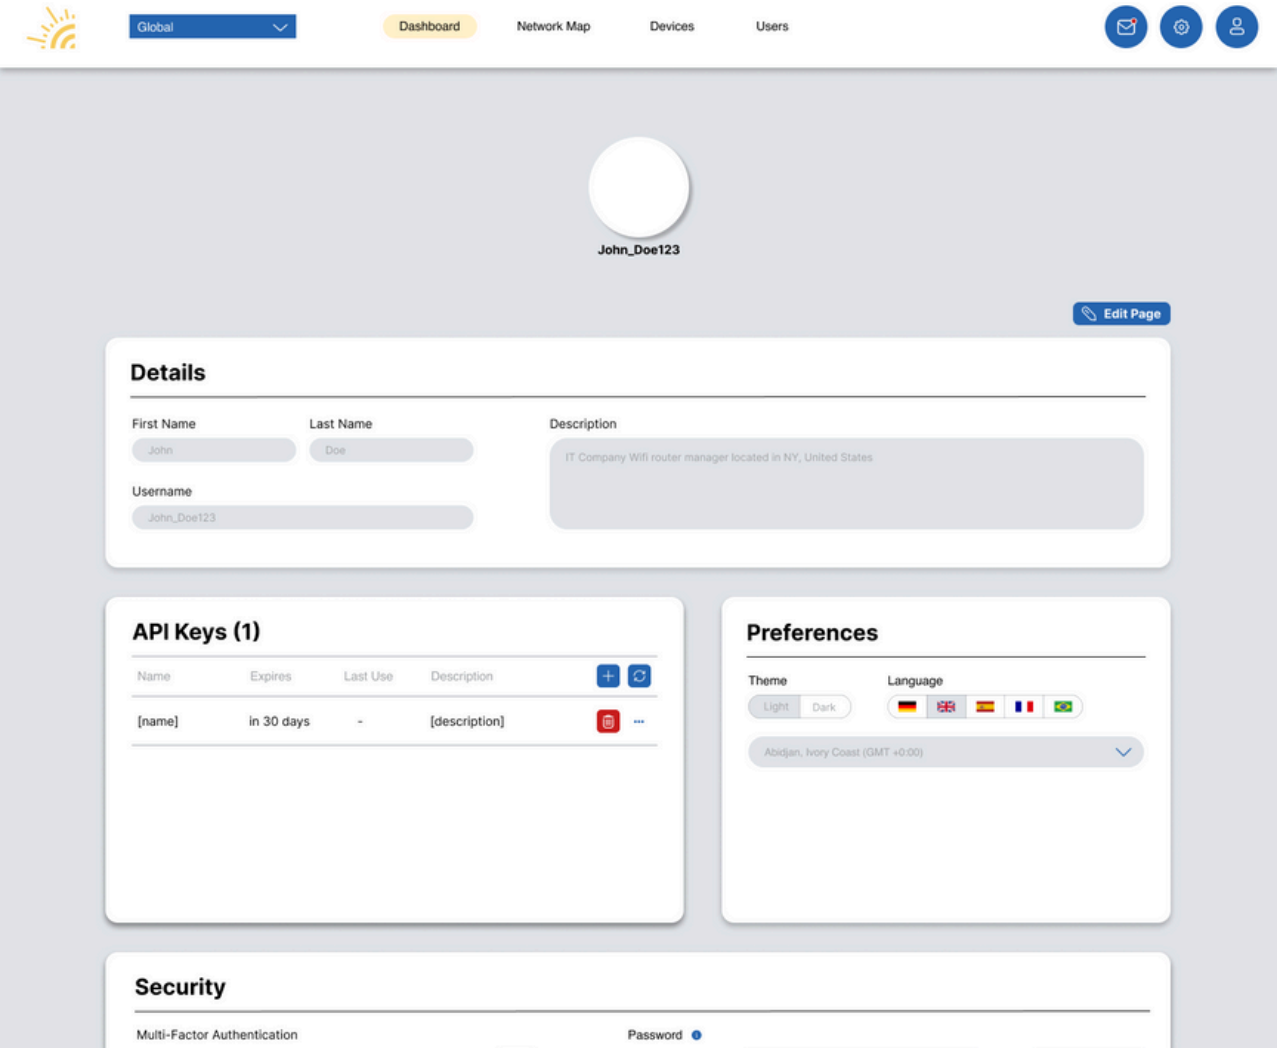 Global
Dashboard
Network Map
Devices
Users
John_Doe123
Edit Page
Details
First Name
Last Name
Description
John
Doe
IT Company Wifi router manager located in NY, United States
Username
John_Doe123
API Keys (1)
Name Expires Last Use Description
[name] in 30 days - [description]
Preferences
Theme
Language
Light Dark
Abidjan, Ivory Coast (GMT +0:00)
Security
Multi-Factor Authentication
Password